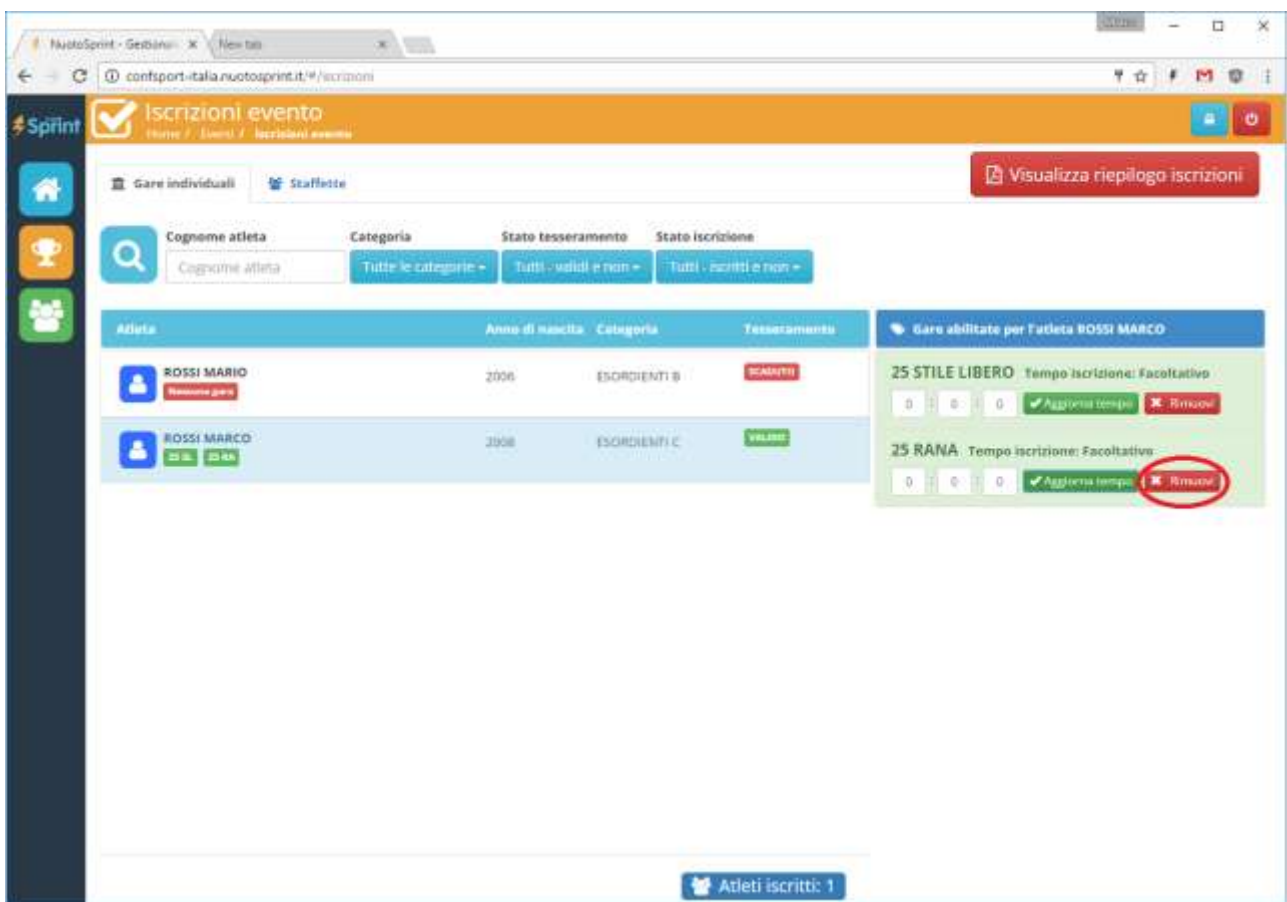 NuotoSprint - Gestiona
New tab
confsport-italia.nuotosprint.it/#/iscrizioni
Sprint
Iscrizioni evento
Home / Eventi / Iscrizioni evento
Gare individuali
Staffette
Visualizza riepilogo iscrizioni
Cognome atleta
Categoria
Stato tesseramento
Stato iscrizione
Cognome atleta
Tutte le categorie
Tutti - validi e non
Tutti - iscritti e non
Atleta
Anno di nascita
Categoria
Tesseramento
Gare abilitate per l'atleta ROSSI MARCO
ROSSI MARIO
Nessuna gara
2006
ESORDIENTI B
SCADUTO
25 STILE LIBERO Tempo iscrizione: Facoltativo
0 : 0 : 0 Aggiorna tempo Rimuovi
ROSSI MARCO
25 SL 25 RA
2008
ESORDIENTI C
VALIDO
25 RANA Tempo iscrizione: Facoltativo
0 : 0 : 0 Aggiorna tempo Rimuovi
Atleti iscritti: 1